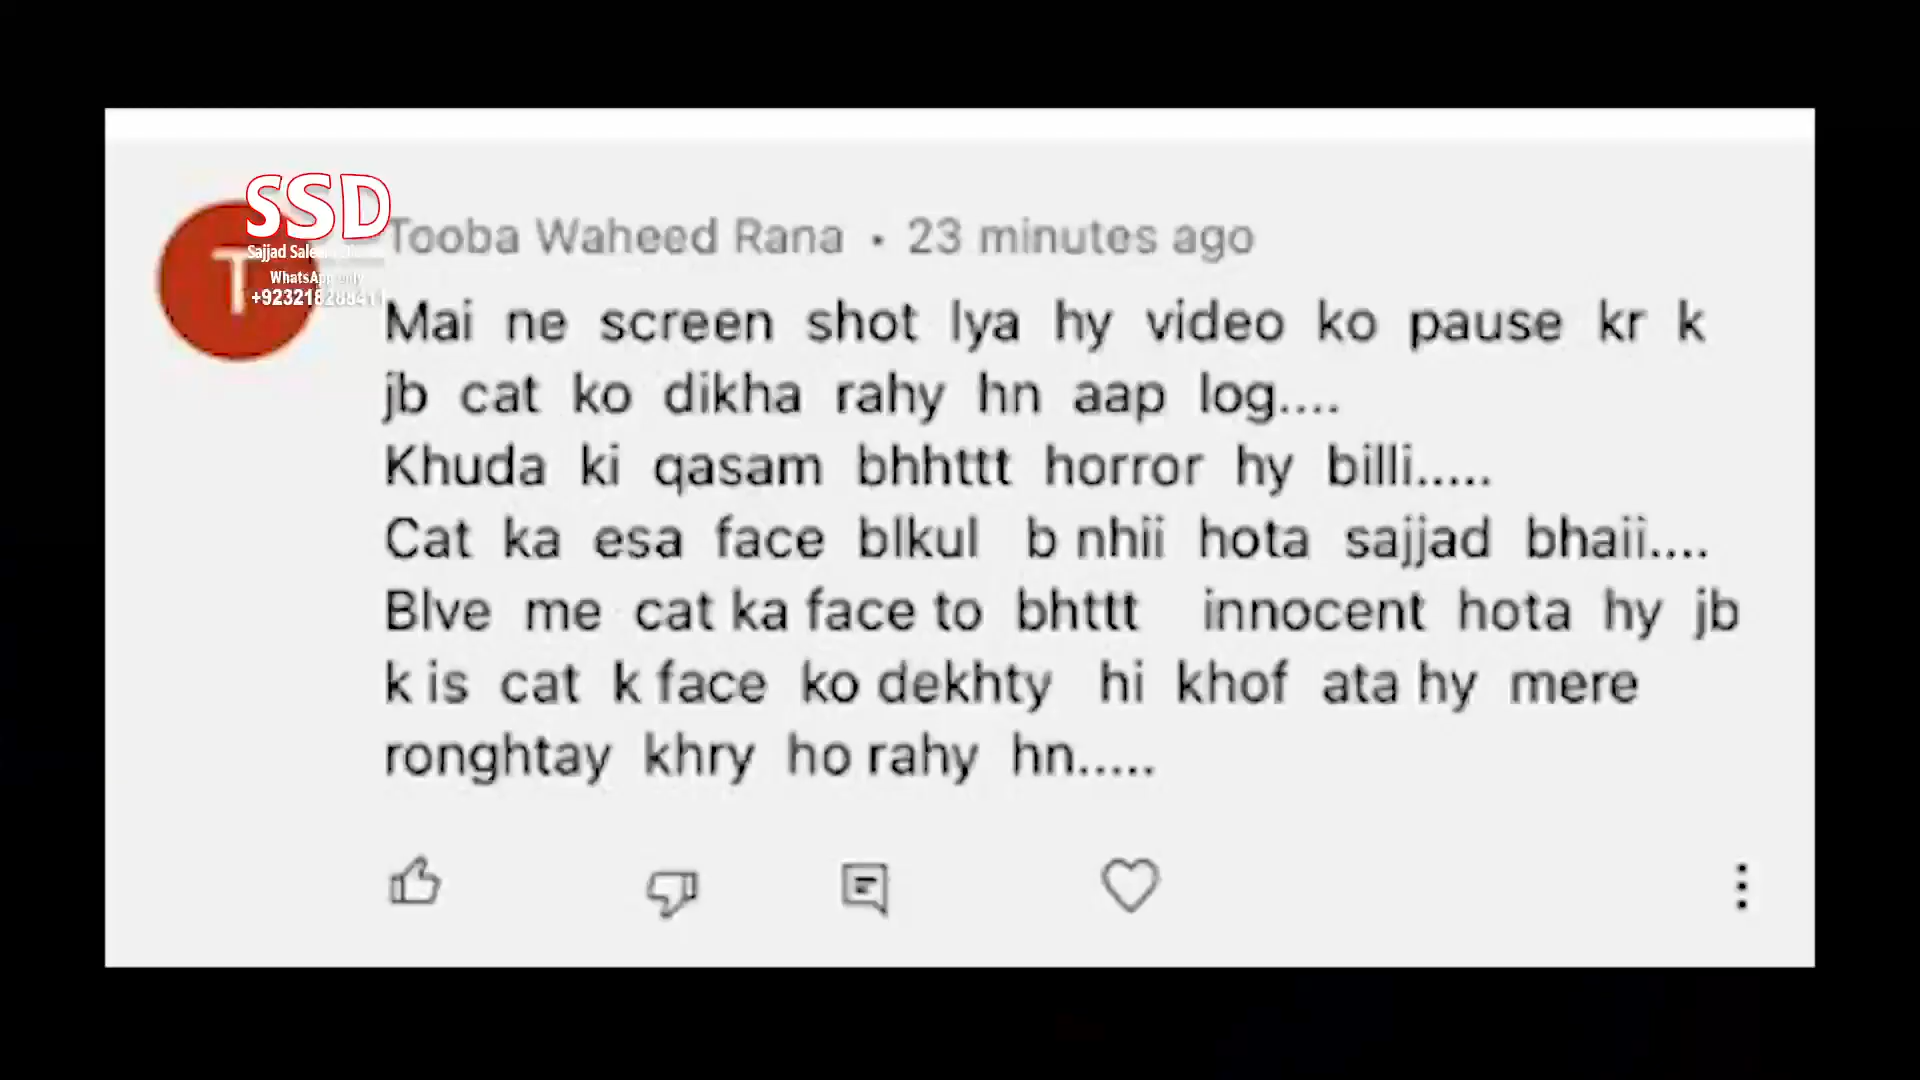 SSD
Sajjad
WhatsApp only
Tooba Waheed Rana • 23 minutes ago
T
Mai ne screen shot lya hy video ko pause kr k
jb cat ko dikha rahy hn aap log....
Khuda ki qasam bhhttt horror hy billi.....
Cat ka esa face blkul b nhii hota sajjad bhaii....
Blve me cat ka face to bhttt innocent hota hy jb
k is cat k face ko dekhty hi khof ata hy mere
ronghtay khry ho rahy hn.....